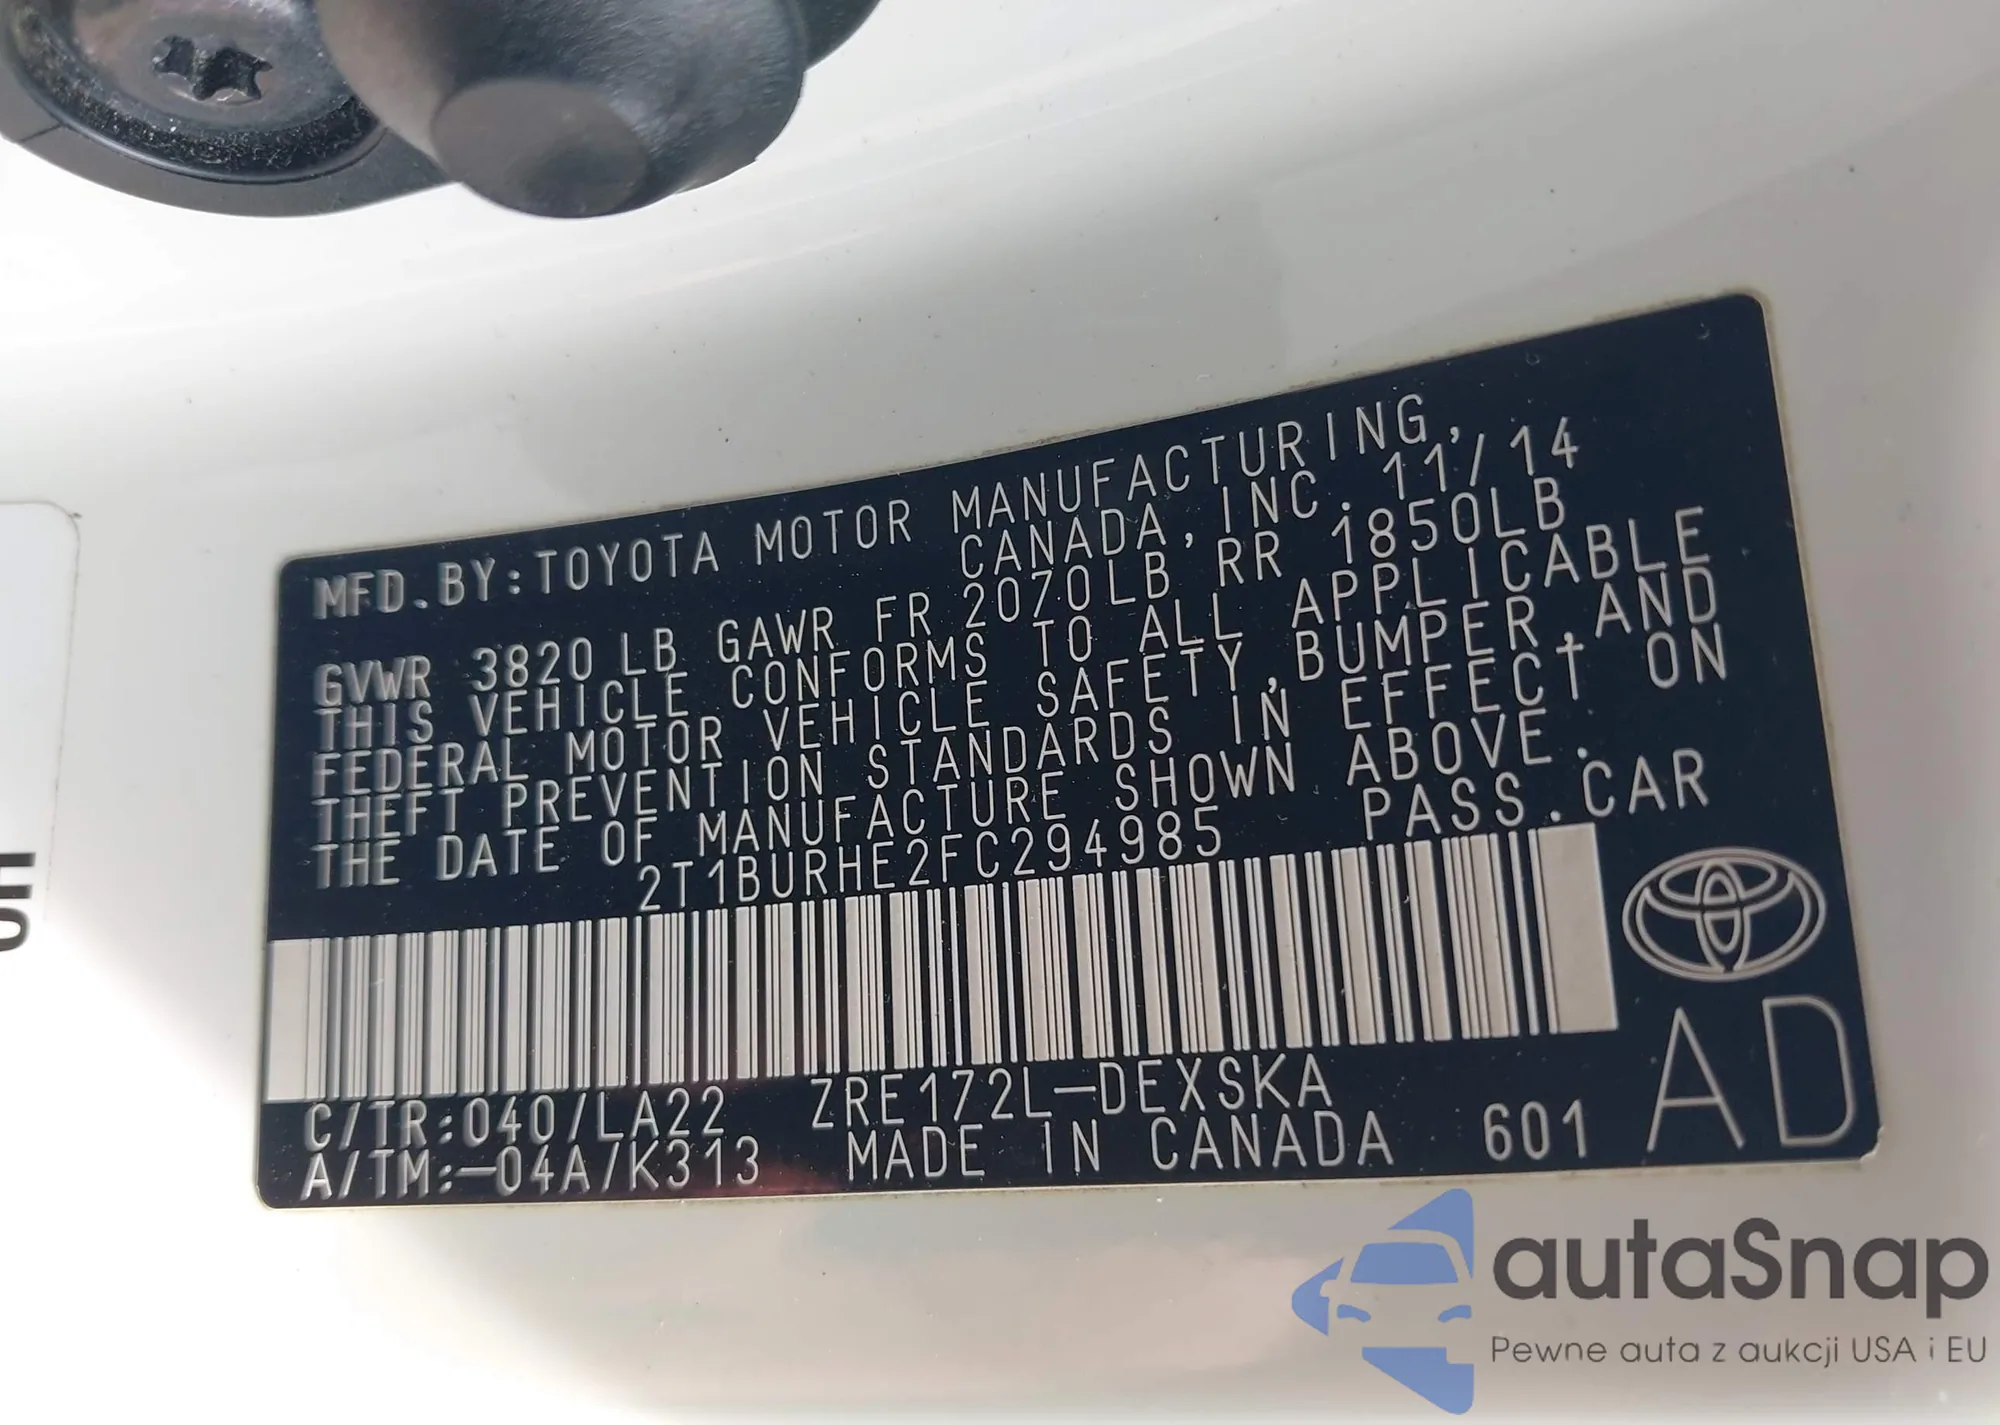 MFD.BY:TOYOTA MOTOR MANUFACTURING,
CANADA, INC. 11/14
GVWR 3820 LB GAWR FR 2070LB RR 1850LB
THIS VEHICLE CONFORMS TO ALL APPLICABLE
FEDERAL MOTOR VEHICLE SAFETY,BUMPER,AND
THEFT PREVENTION STANDARDS IN EFFECT ON
THE DATE OF MANUFACTURE SHOWN ABOVE.
2T1BURHE2FC294985 PASS.CAR
C/TR:040/LA22 ZRE172L-DEXSKA
A/TM:-04A/K313 MADE IN CANADA 601
AD
autaSnap
Pewne auta z aukcji USA i EU